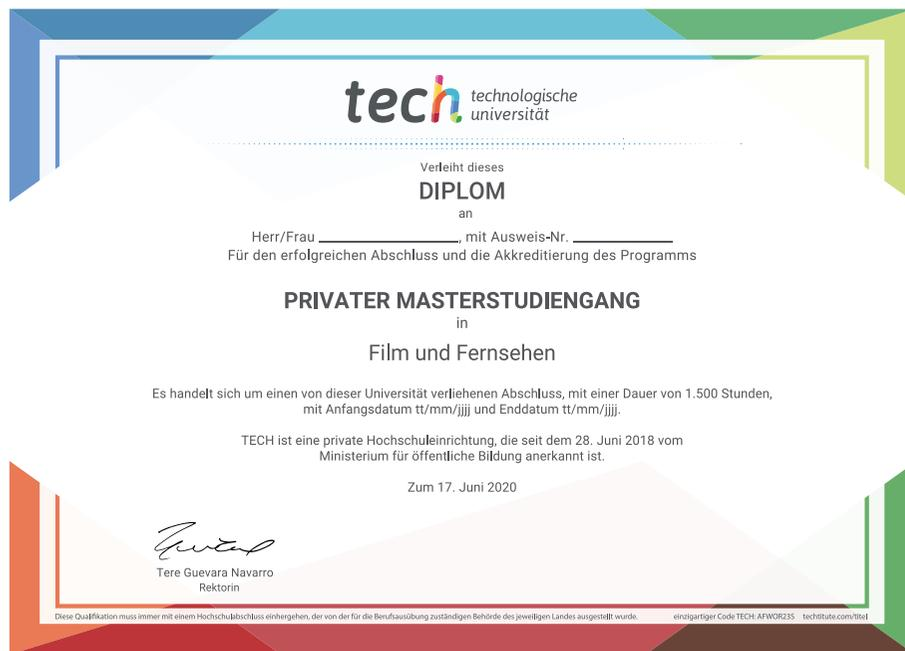 tech technologische
universität
Verleiht dieses
DIPLOM
an
Herr/Frau ____________________, mit Ausweis-Nr. ______________
Für den erfolgreichen Abschluss und die Akkreditierung des Programms
PRIVATER MASTERSTUDIENGANG
in
Film und Fernsehen
Es handelt sich um einen von dieser Universität verliehenen Abschluss, mit einer Dauer von 1.500 Stunden,
mit Anfangsdatum tt/mm/jjjj und Enddatum tt/mm/jjjj.
TECH ist eine private Hochschuleinrichtung, die seit dem 28. Juni 2018 vom
Ministerium für öffentliche Bildung anerkannt ist.
Zum 17. Juni 2020
Tere Guevara Navarro
Rektorin
Diese Qualifikation muss immer mit einem Hochschulabschluss einhergehen, der von der für die Berufsausübung zuständigen Behörde des jeweiligen Landes ausgestellt wurde. einzigartiger Code TECH: AFWOR23S techtitute.com/titel